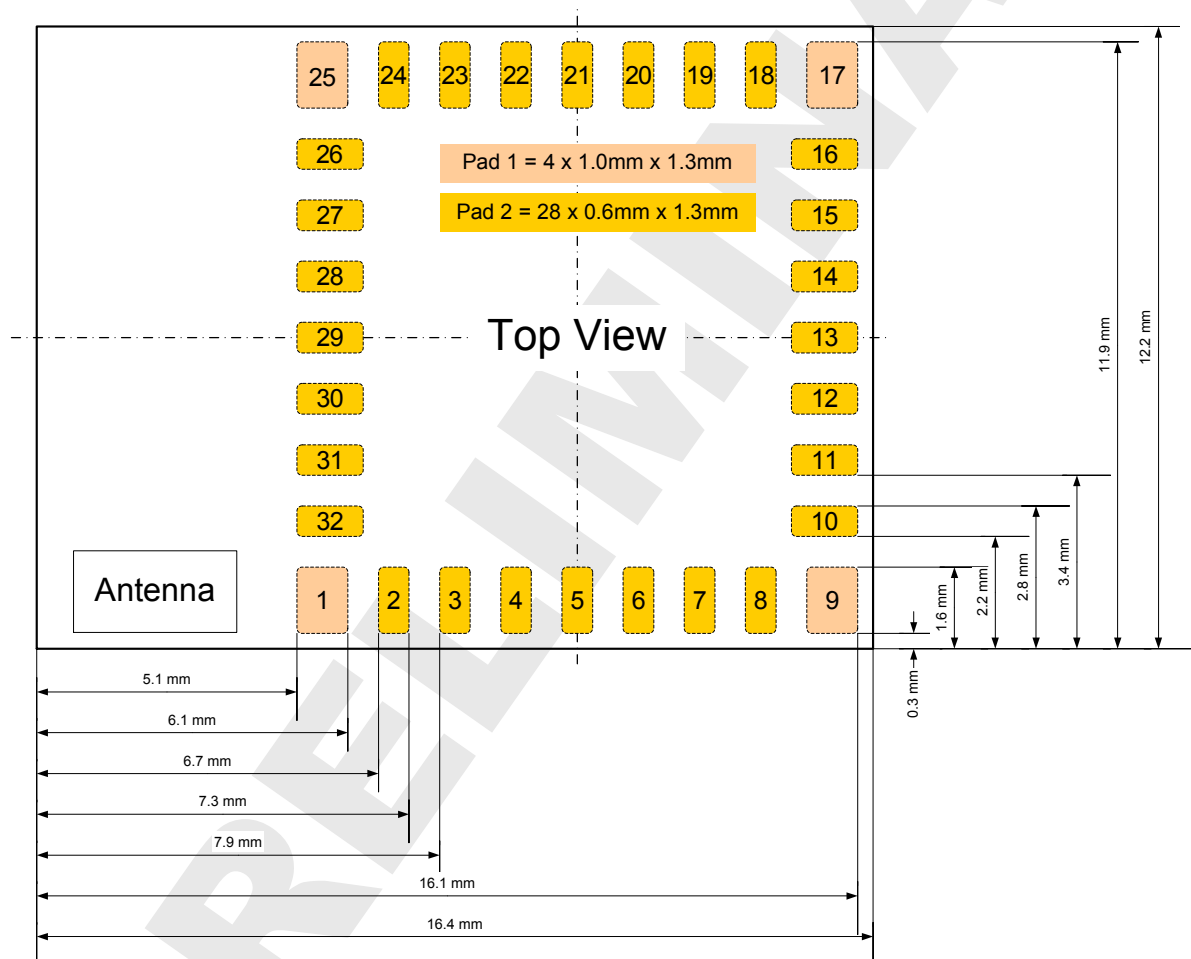 25 24 23 22 21 20 19 18 17
26 16
Pad 1 = 4 x 1.0mm x 1.3mm
27 15
Pad 2 = 28 x 0.6mm x 1.3mm
28 14
29 Top View 13
30 12
31 11
32 10
Antenna
1 2 3 4 5 6 7 8 9
11.9 mm
12.2 mm
3.4 mm
2.8 mm
2.2 mm
1.6 mm
0.3 mm
5.1 mm
6.1 mm
6.7 mm
7.3 mm
7.9 mm
16.1 mm
16.4 mm
RELIMINA